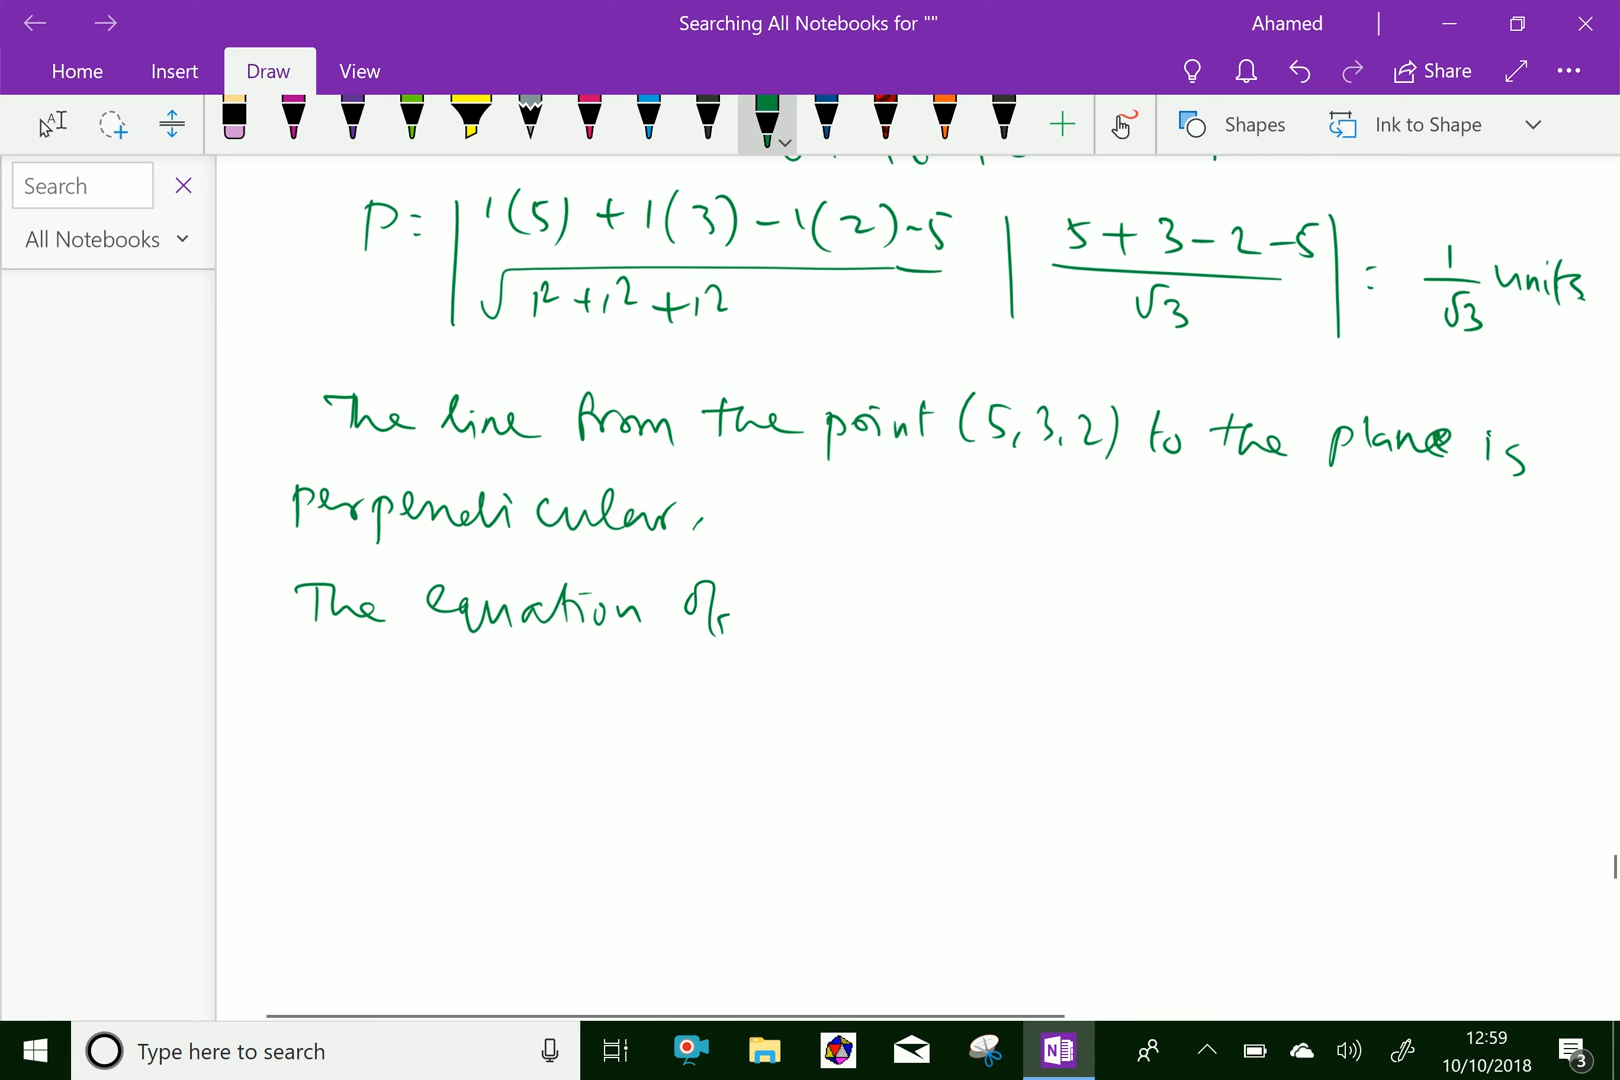 Searching All Notebooks for ""
Ahamed
Home Insert Draw View
Share
Shapes
Ink to Shape
Search
All Notebooks
P = | 1(5) + 1(3) - 1(2) - 5 / √1² + 1² + 1² | | 5 + 3 - 2 - 5 / √3 | = 1/√3 units
The line from the point (5, 3, 2) to the plane is
perpendicular.
The equation of
Type here to search
12:59
10/10/2018
3